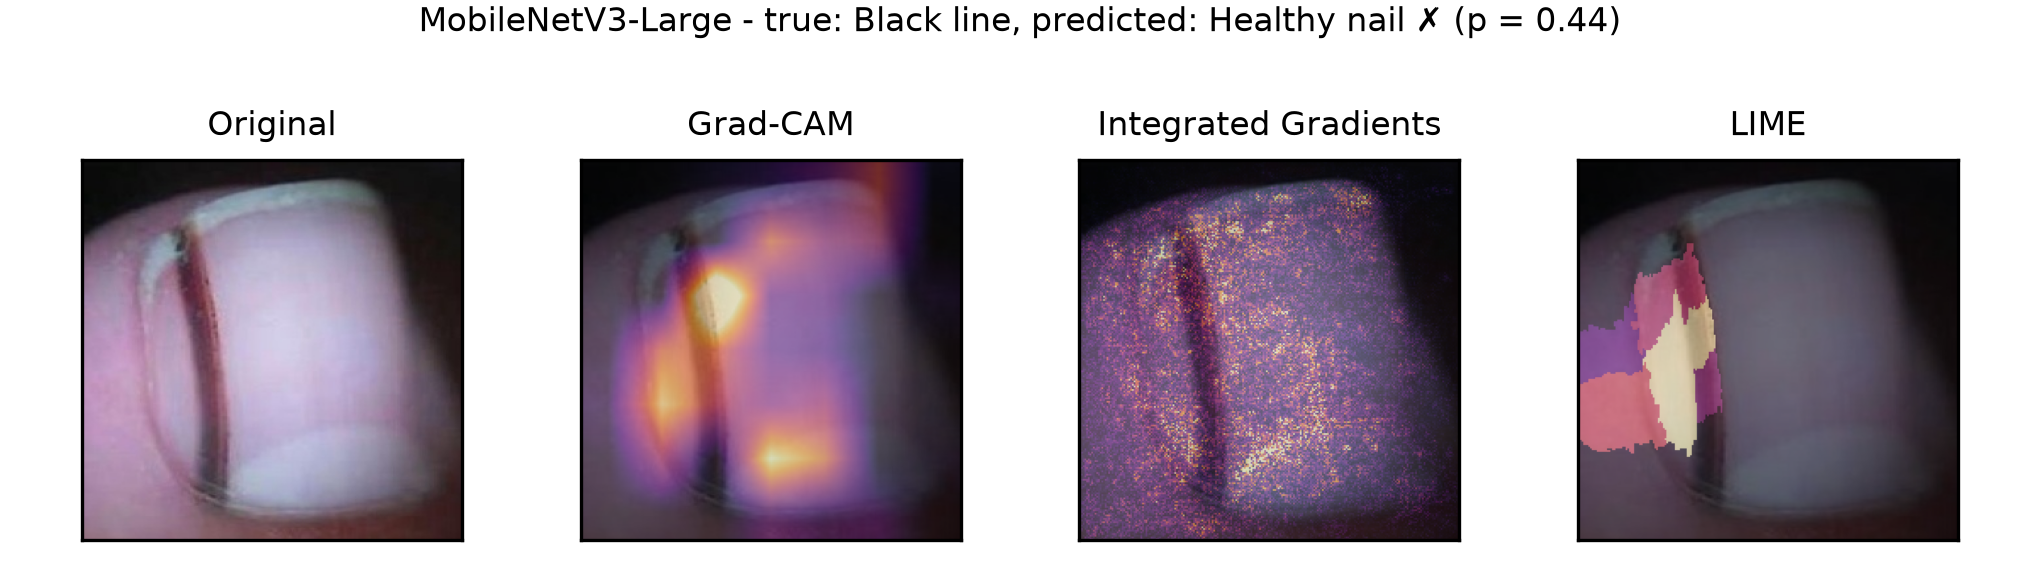 MobileNetV3-Large - true: Black line, predicted: Healthy nail ✗ (p = 0.44)
Original
Grad-CAM
Integrated Gradients
LIME